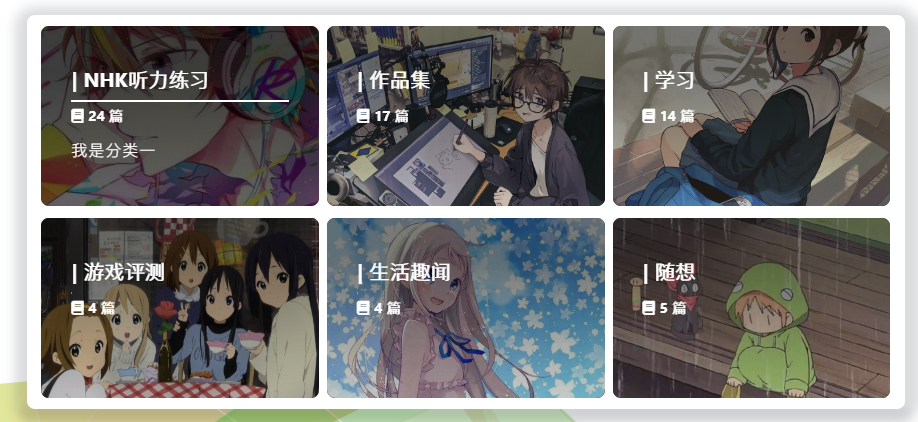 | NHK听力练习
24 篇
我是分类一
| 作品集
17 篇
| 学习
14 篇
| 游戏评测
4 篇
| 生活趣闻
4 篇
| 随想
5 篇